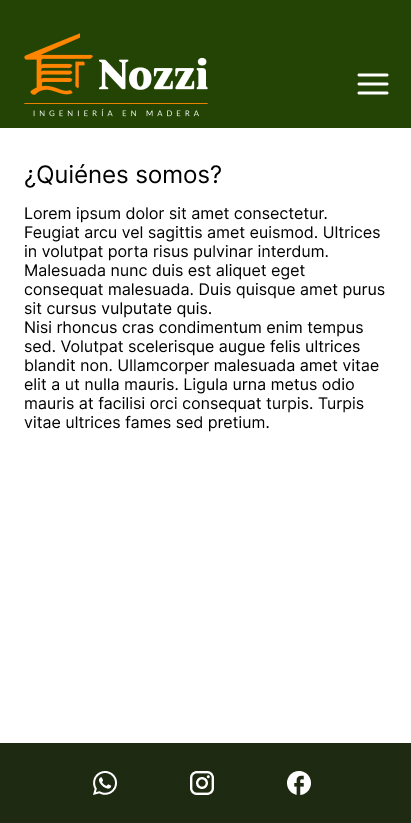 Nozzi
INGENIERÍA EN MADERA
¿Quiénes somos?
Lorem ipsum dolor sit amet consectetur.
Feugiat arcu vel sagittis amet euismod. Ultrices
in volutpat porta risus pulvinar interdum.
Malesuada nunc duis est aliquet eget
consequat malesuada. Duis quisque amet purus
sit cursus vulputate quis.
Nisi rhoncus cras condimentum enim tempus
sed. Volutpat scelerisque augue felis ultrices
blandit non. Ullamcorper malesuada amet vitae
elit a ut nulla mauris. Ligula urna metus odio
mauris at facilisi orci consequat turpis. Turpis
vitae ultrices fames sed pretium.